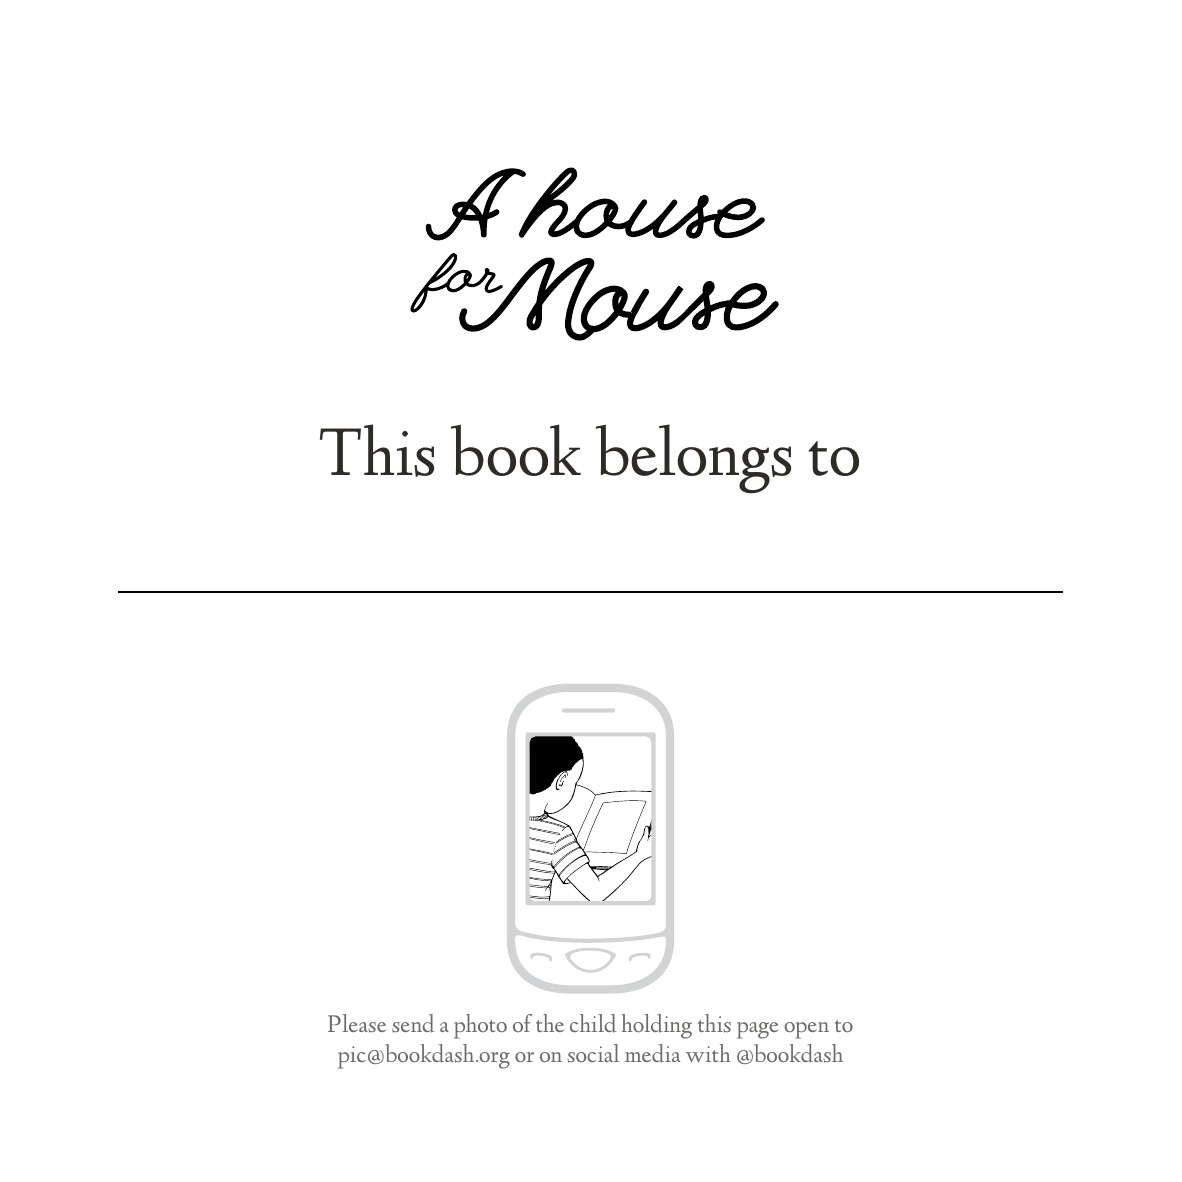 A house
for Mouse
This book belongs to
Please send a photo of the child holding this page open to
pic@bookdash.org or on social media with @bookdash